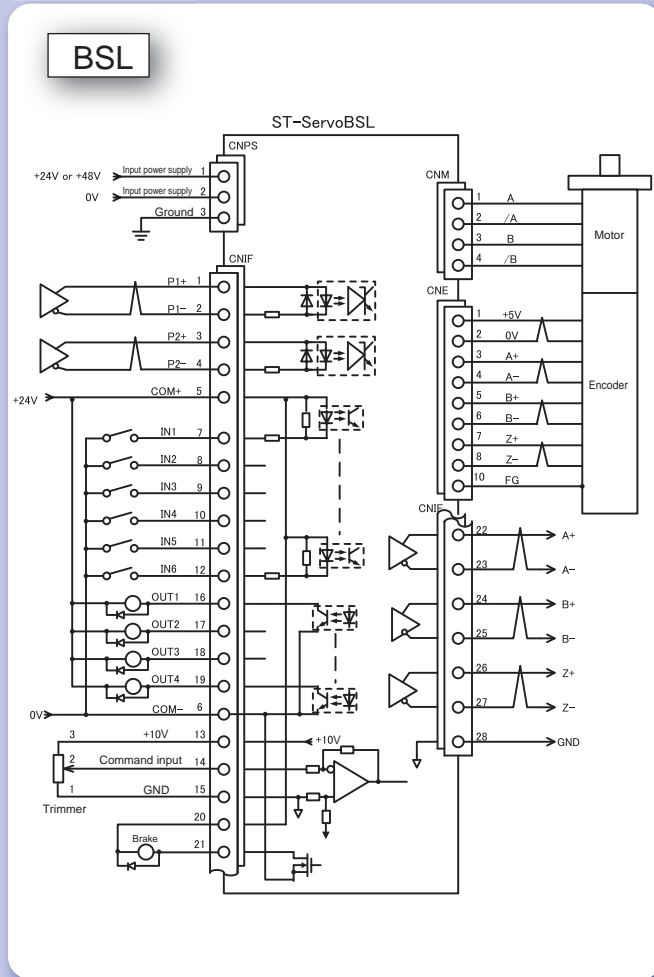 BSL
ST-ServoBSL
CNPS
+24V or +48V Input power supply 1
0V Input power supply 2
Ground 3
CNIF
P1+ 1
P1- 2
P2+ 3
P2- 4
+24V COM+ 5
IN1 7
IN2 8
IN3 9
IN4 10
IN5 11
IN6 12
OUT1 16
OUT2 17
OUT3 18
OUT4 19
0V COM- 6
3 +10V 13 +10V
2 Command input 14
1 GND 15
Trimmer
20
Brake 21
CNM
1 A
2 /A
3 B
4 /B
Motor
CNE
1 +5V
2 0V
3 A+
4 A-
5 B+
6 B-
7 Z+
8 Z-
10 FG
Encoder
CNIF
22 A+
23 A-
24 B+
25 B-
26 Z+
27 Z-
28 GND